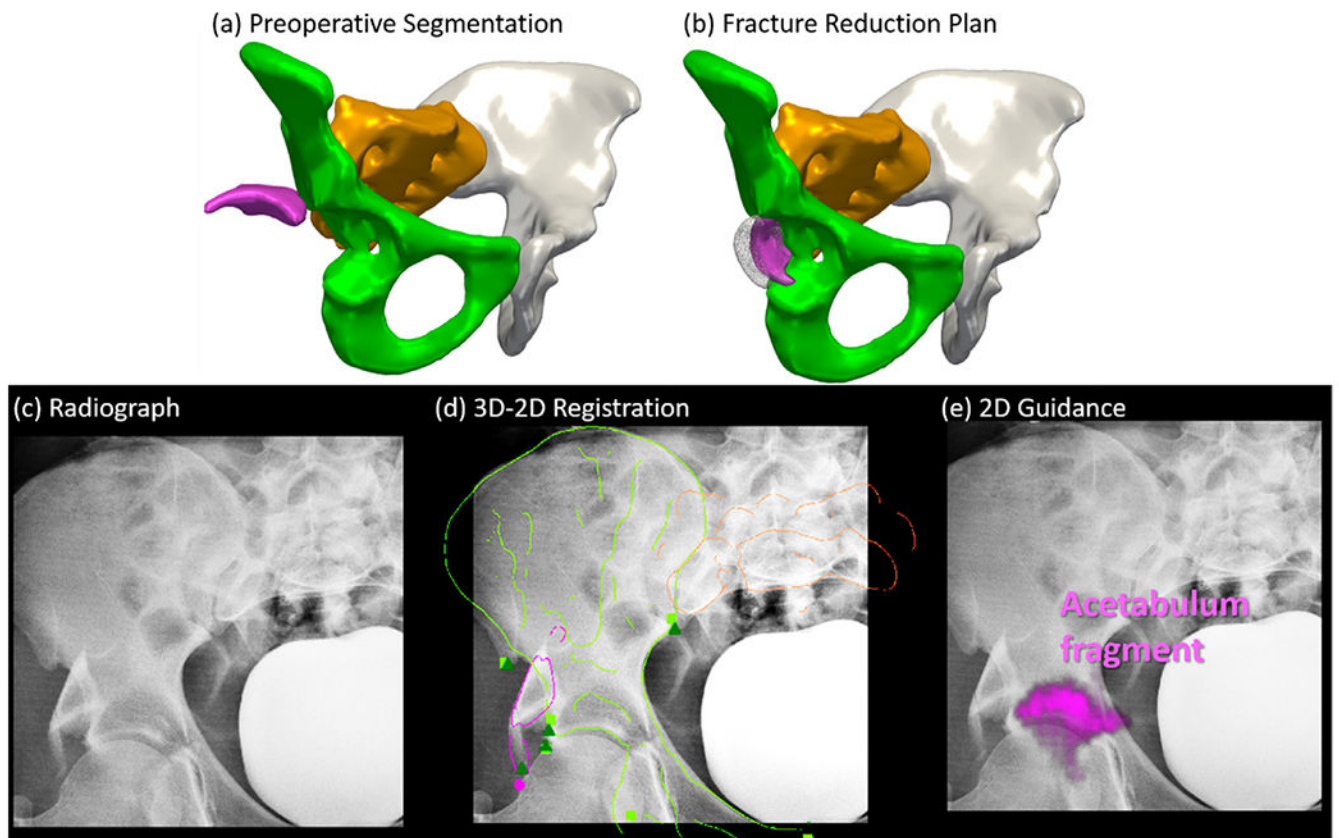 (a) Preoperative Segmentation
(b) Fracture Reduction Plan
(c) Radiograph
(d) 3D-2D Registration
(e) 2D Guidance
Acetabulum
fragment